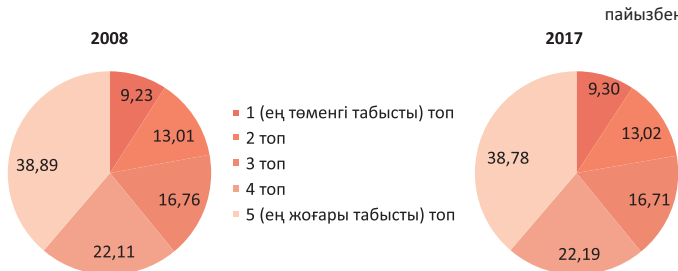 пайызбен
2008
2017
9,23
13,01
16,76
22,11
38,89
1 (ең төменгі табысты) топ
2 топ
3 топ
4 топ
5 (ең жоғары табысты) топ
9,30
13,02
16,71
22,19
38,78